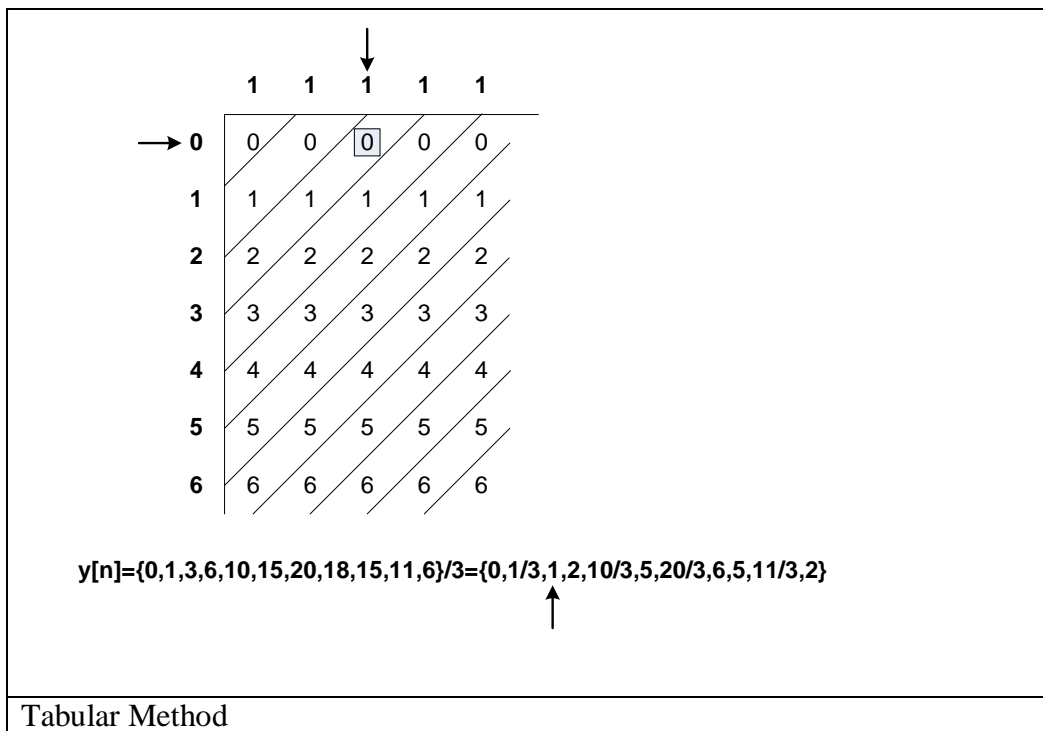 1 1 1 1 1
0 0 0 0 0 0
1 1 1 1 1 1
2 2 2 2 2 2
3 3 3 3 3 3
4 4 4 4 4 4
5 5 5 5 5 5
6 6 6 6 6 6
y[n]={0,1,3,6,10,15,20,18,15,11,6}/3={0,1/3,1,2,10/3,5,20/3,6,5,11/3,2}
Tabular Method